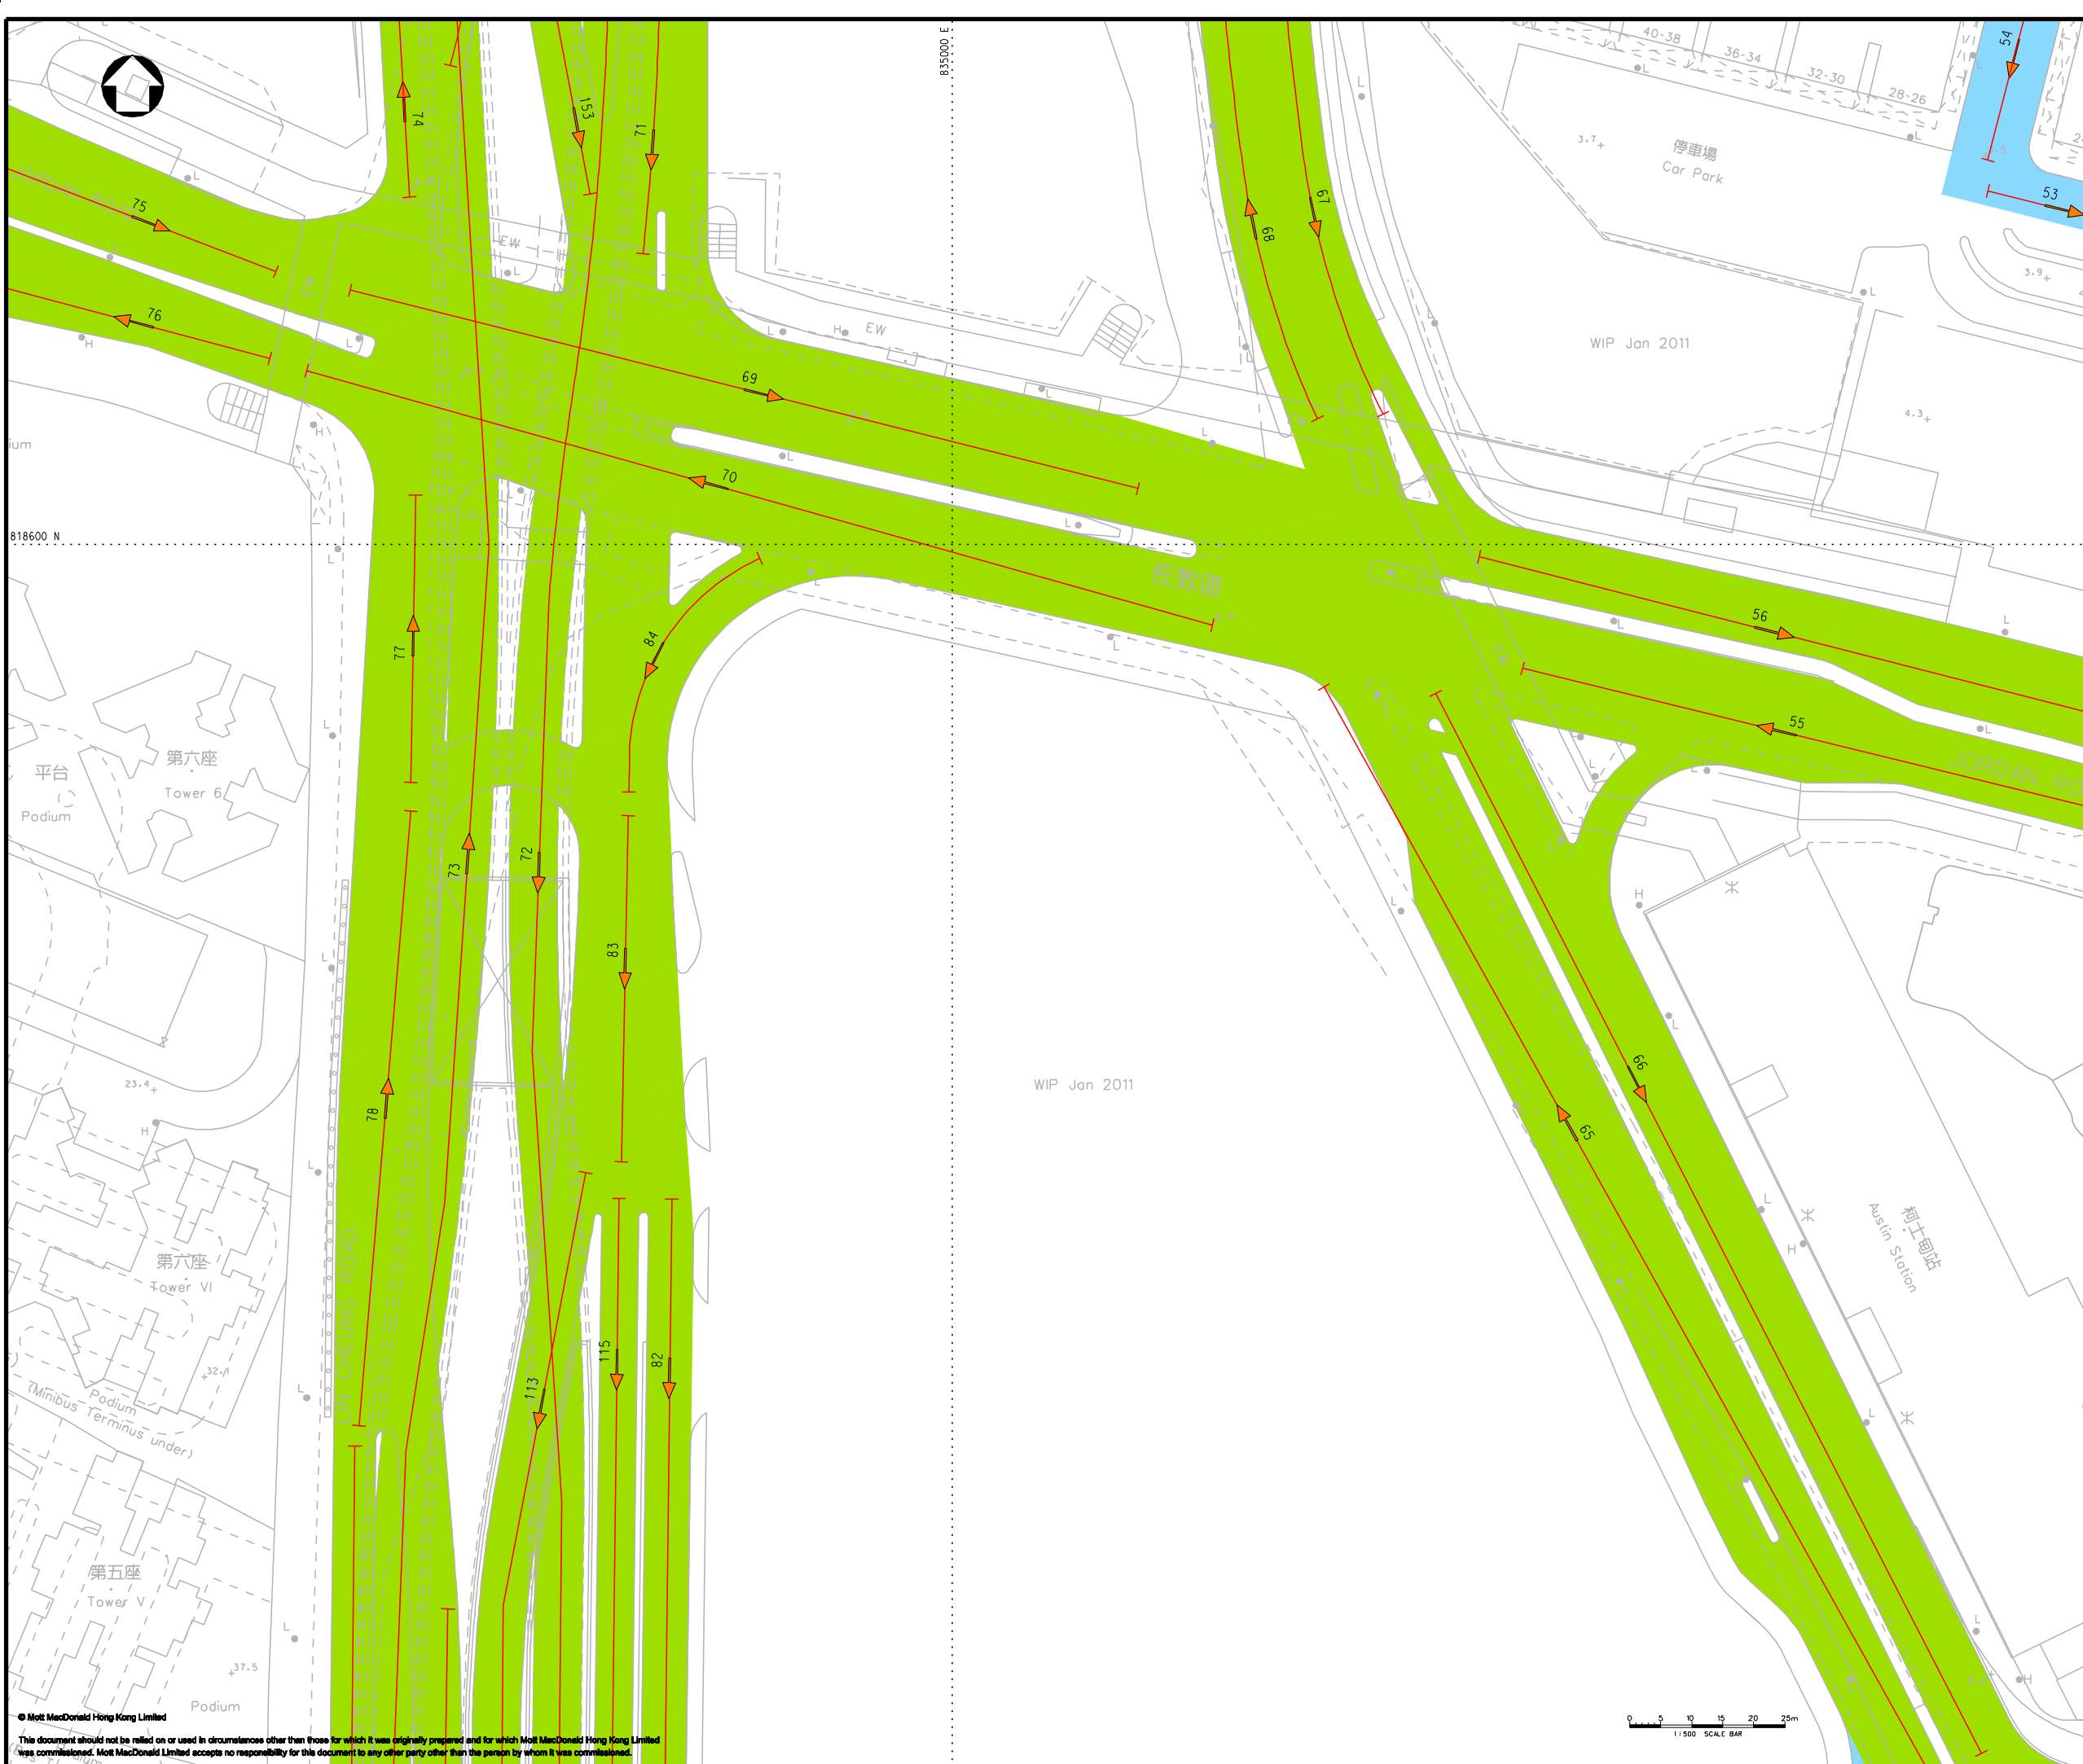 835000 E
40-38
36-34
32-30
28-26
54
53
停車場
Car Park
3.7
3.9
4.3
74
153
71
67
68
75
76
EW
EW
EW
EW
L
H
WIP Jan 2011
69
70
818600 N
佐敦道
56
55
JORDAN RO
77
84
73
72
83
78
第六座
Tower 6
平台
Podium
23.4
WIP Jan 2011
66
65
柯士甸站
Austin Station
第六座
Tower VI
LIN CHEUNG ROAD
115
82
113
Podium
(Minibus Terminus under)
第五座
Tower V
37.5
Podium
© Mott MacDonald Hong Kong Limited
This document should not be relied on or used in circumstances other than those for which it was originally prepared and for which Mott MacDonald Hong Kong Limited
was commissioned. Mott MacDonald Limited accepts no responsibility for this document to any other party other than the person by whom it was commissioned.
0 5 10 15 20 25m
1:500 SCALE BAR